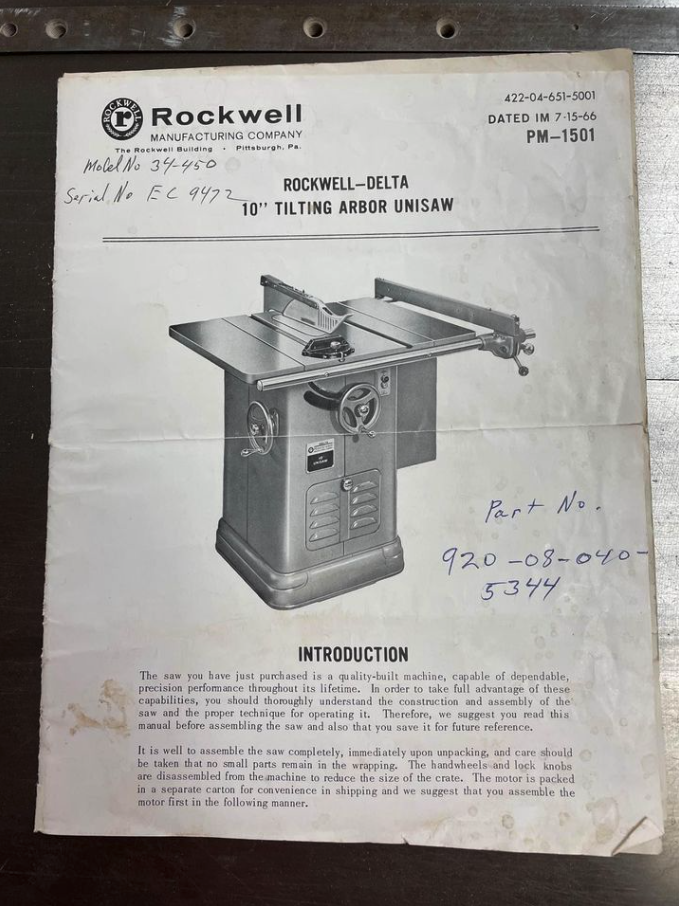 ROCKWELL
r
Rockwell
MANUFACTURING COMPANY
The Rockwell Building • Pittsburgh, Pa.
422-04-651-5001
DATED IM 7-15-66
PM-1501
Model No 34-450
Serial No EC 9472
ROCKWELL-DELTA
10" TILTING ARBOR UNISAW
Part No.
920-08-040-
5344
INTRODUCTION
The saw you have just purchased is a quality-built machine, capable of dependable,
precision performance throughout its lifetime. In order to take full advantage of these
capabilities, you should thoroughly understand the construction and assembly of the
saw and the proper technique for operating it. Therefore, we suggest you read this
manual before assembling the saw and also that you save it for future reference.
It is well to assemble the saw completely, immediately upon unpacking, and care should
be taken that no small parts remain in the wrapping. The handwheels and lock knobs
are disassembled from the machine to reduce the size of the crate. The motor is packed
in a separate carton for convenience in shipping and we suggest that you assemble the
motor first in the following manner.